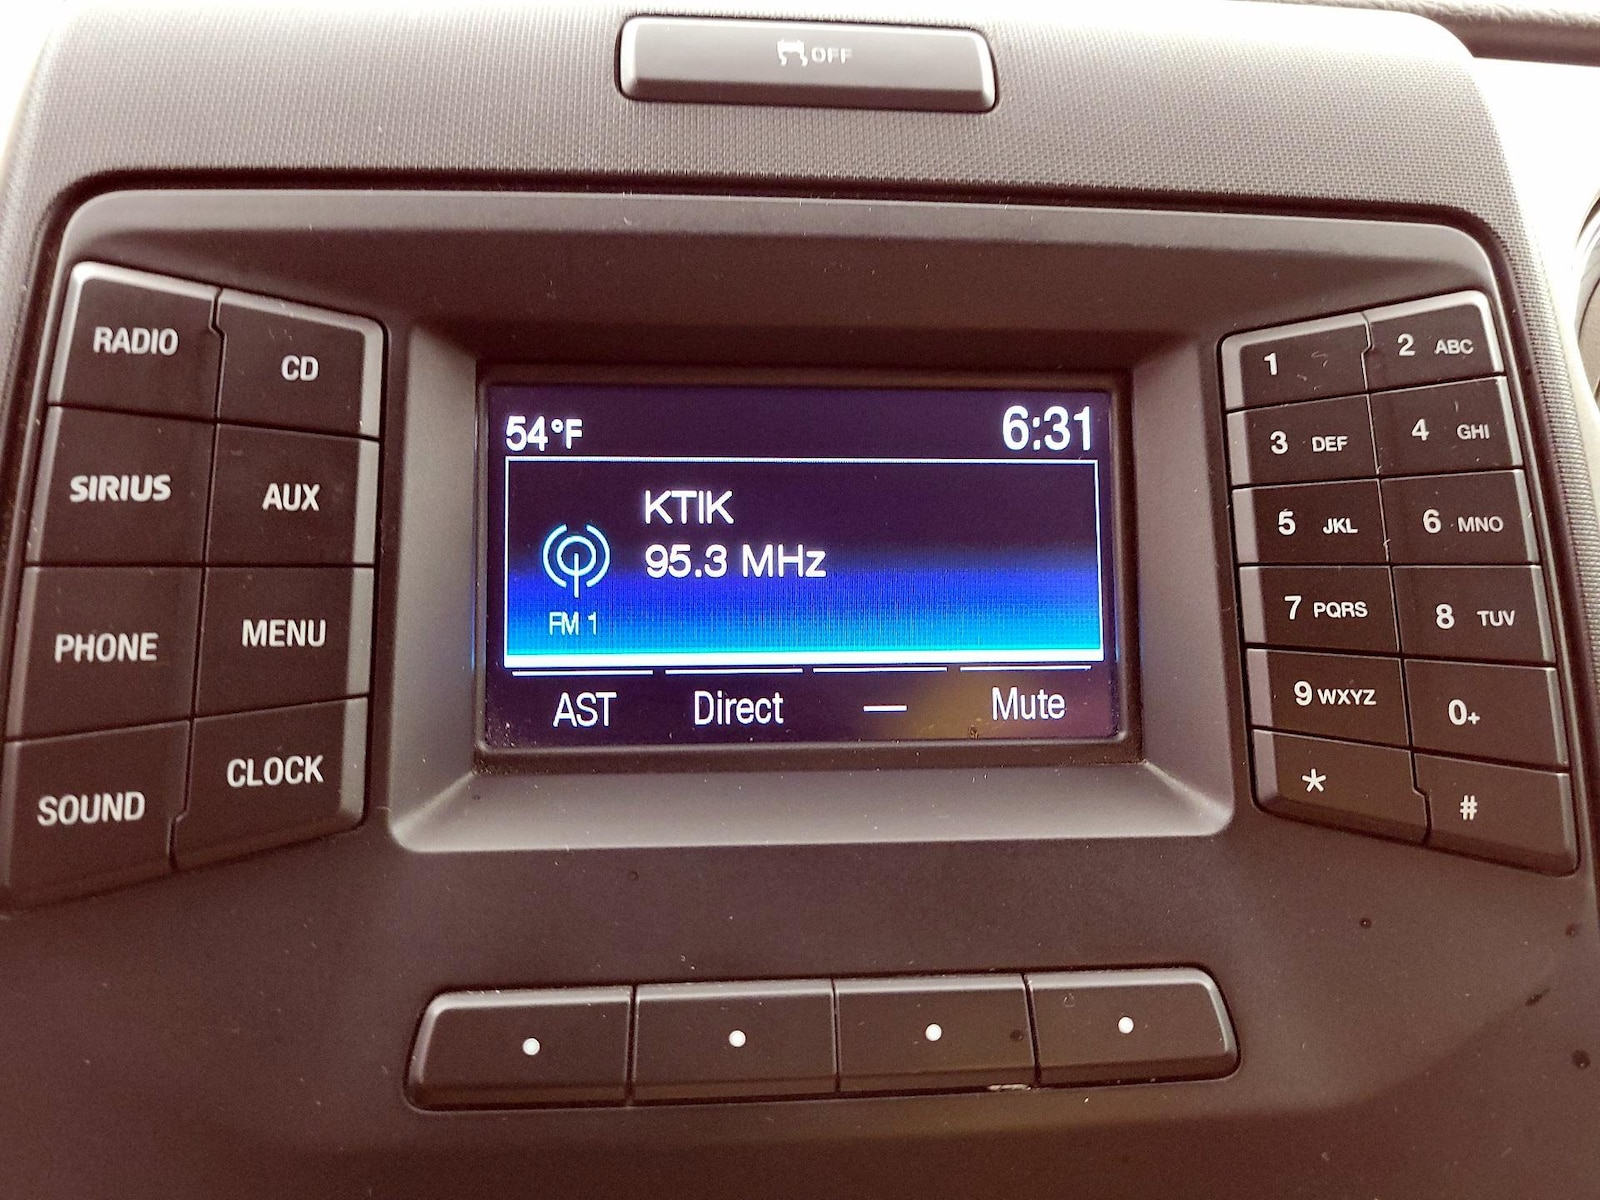 OFF
RADIO
CD
SIRIUS
AUX
PHONE
MENU
SOUND
CLOCK
54°F
6:31
KTIK
95.3 MHz
FM 1
AST Direct — Mute
1
2 ABC
3 DEF
4 GHI
5 JKL
6 MNO
7 PQRS
8 TUV
9 WXYZ
0+
*
#